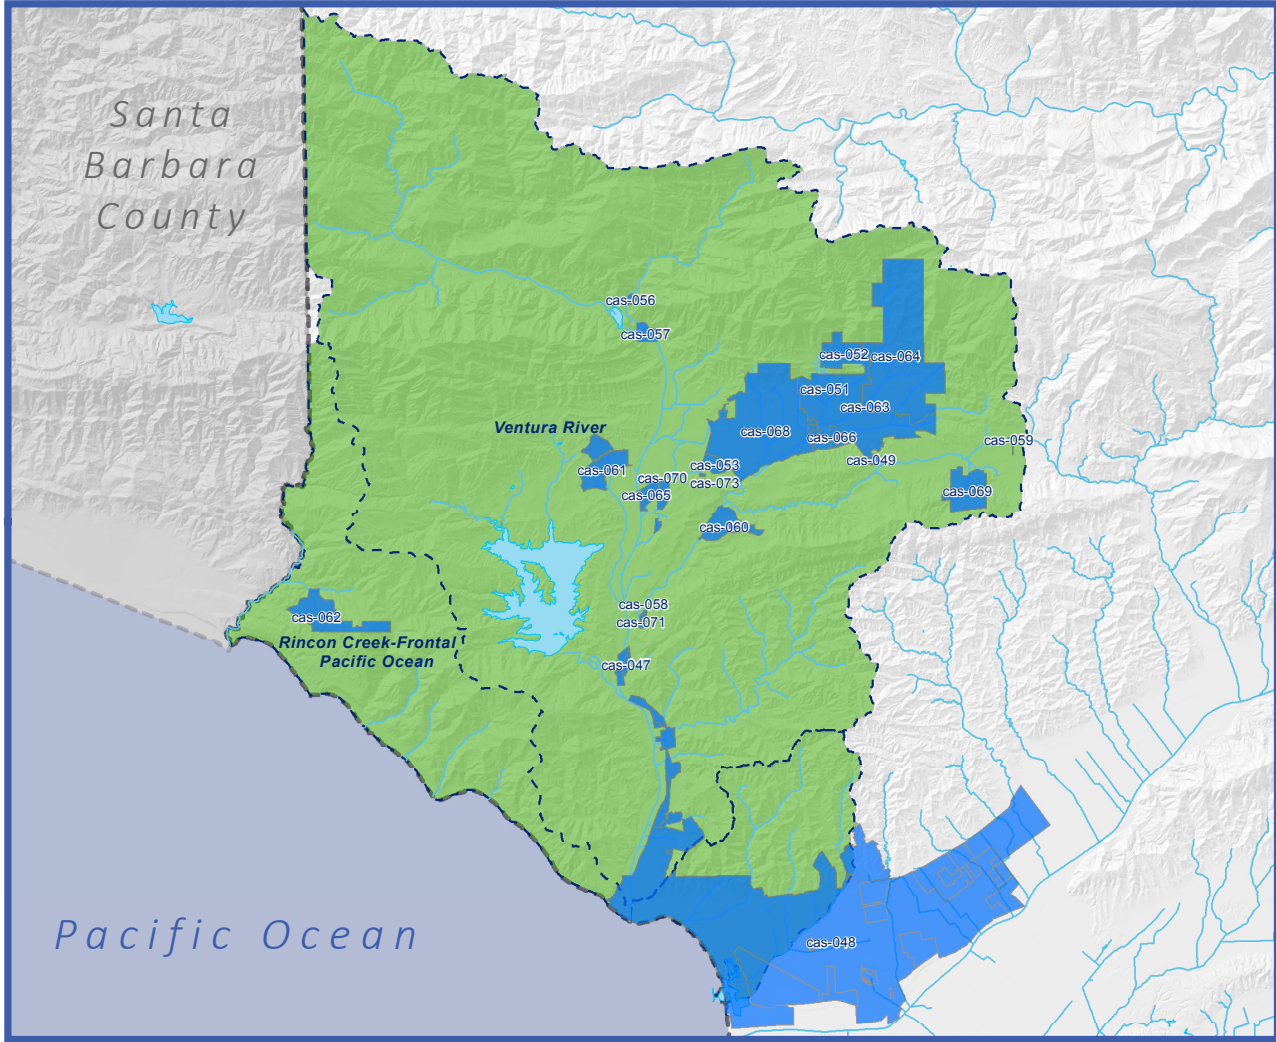 Santa
Barbara
County
cas-056
cas-057
cas-052
cas-064
cas-051
cas-063
Ventura River
cas-068
cas-066
cas-059
cas-049
cas-053
cas-061
cas-070
cas-073
cas-065
cas-069
cas-060
cas-058
cas-062
cas-071
Rincon Creek-Frontal
Pacific Ocean
cas-047
Pacific Ocean
cas-048